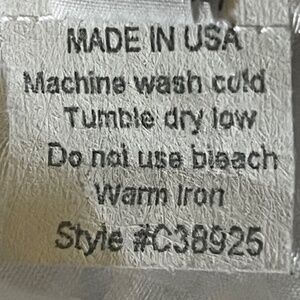 MADE IN USA
Machine wash cold
Tumble dry low
Do not use bleach
Warm Iron
Style #C38925